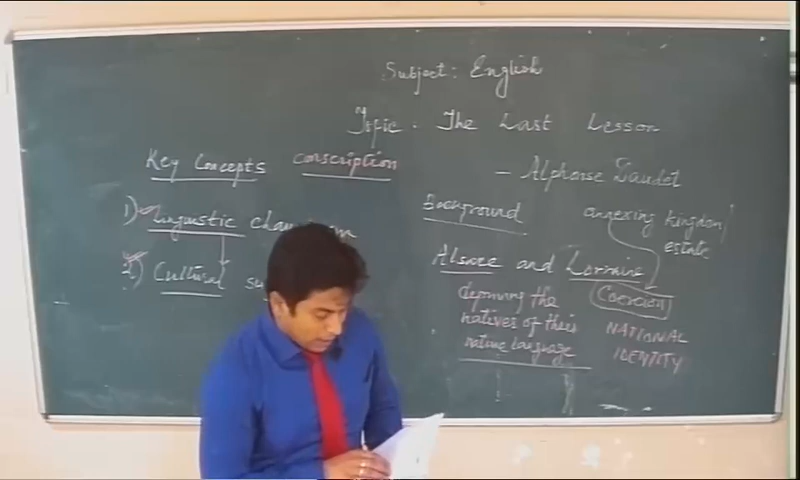 Subject: English
Topic. The Last Lesson
- Alphonse Daudet
Key Concepts conscription
1) Linguistic
2) Cultural
Background
annexing kingdom/
estate
Alsace and Lorraine
Coercion
depriving the
natives of their
native language
NATIONAL
IDENTITY